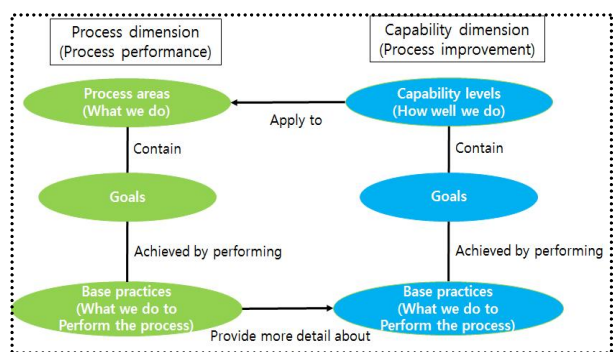 Process dimension
(Process performance)
Capability dimension
(Process improvement)
Process areas
(What we do)
Apply to
Capability levels
(How well we do)
Contain
Contain
Goals
Goals
Achieved by performing
Achieved by performing
Base practices
(What we do to
Perform the process)
Provide more detail about
Base practices
(What we do to
Perform the process)